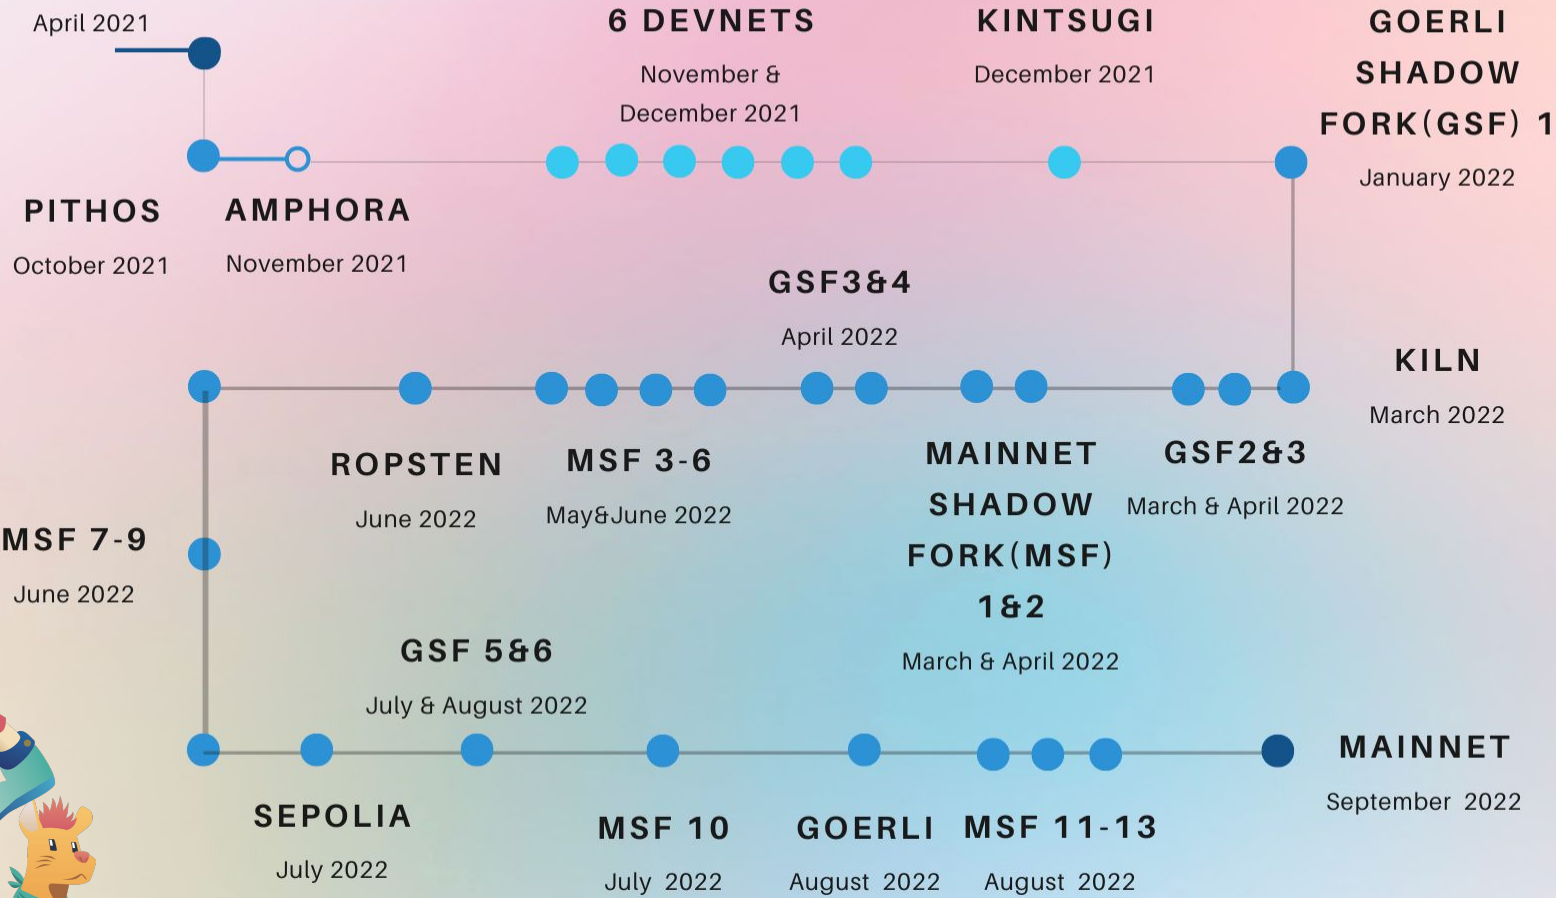 April 2021
6 DEVNETS
November &
December 2021
KINTSUGI
December 2021
GOERLI
SHADOW
FORK(GSF) 1
January 2022
PITHOS
October 2021
AMPHORA
November 2021
GSF3&4
April 2022
KILN
March 2022
ROPSTEN
June 2022
MSF 3-6
May&June 2022
MAINNET
SHADOW
FORK(MSF)
1&2
March & April 2022
GSF2&3
March & April 2022
MSF 7-9
June 2022
GSF 5&6
July & August 2022
SEPOLIA
July 2022
MSF 10
July 2022
GOERLI
August 2022
MSF 11-13
August 2022
MAINNET
September 2022